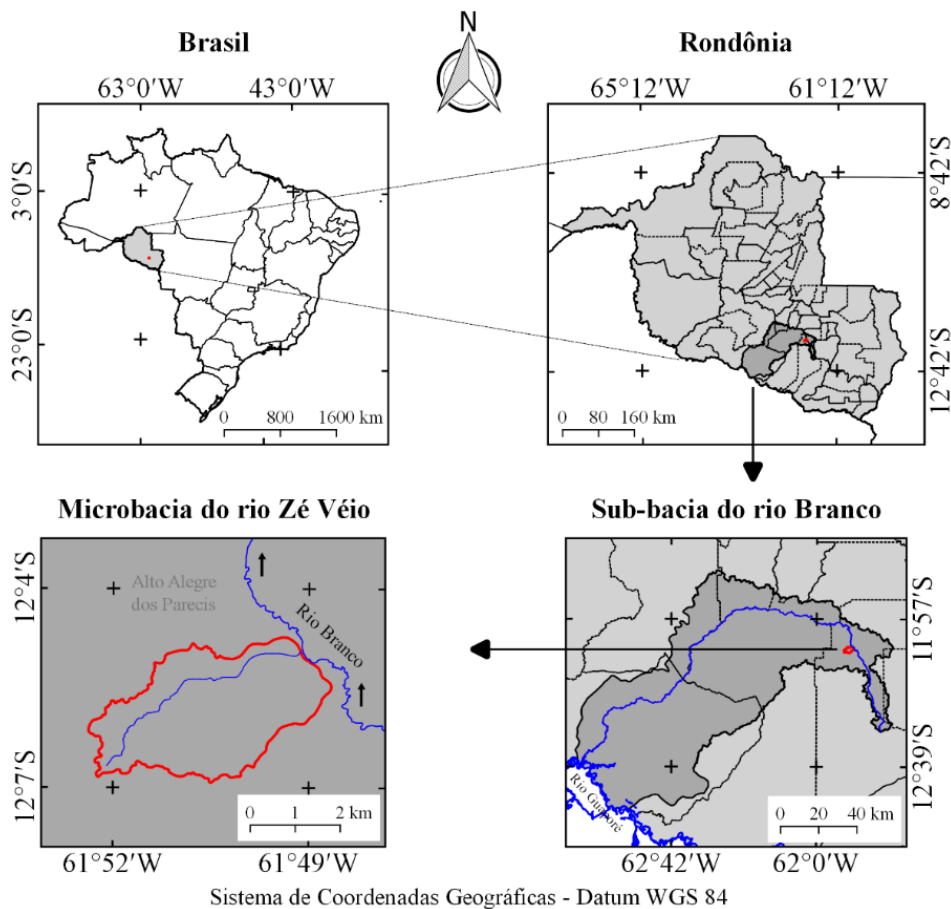 N
Brasil
63°0'W 43°0'W
3°0'S
23°0'S
0 800 1600 km
Rondônia
65°12'W 61°12'W
8°42'S
12°42'S
0 80 160 km
Microbacia do rio Zé Véio
12°4'S
12°7'S
Alto Alegre
dos Parecis
Rio Branco
0 1 2 km
61°52'W 61°49'W
Sub-bacia do rio Branco
11°57'S
12°39'S
Rio Guaporé
0 20 40 km
62°42'W 62°0'W
Sistema de Coordenadas Geográficas - Datum WGS 84